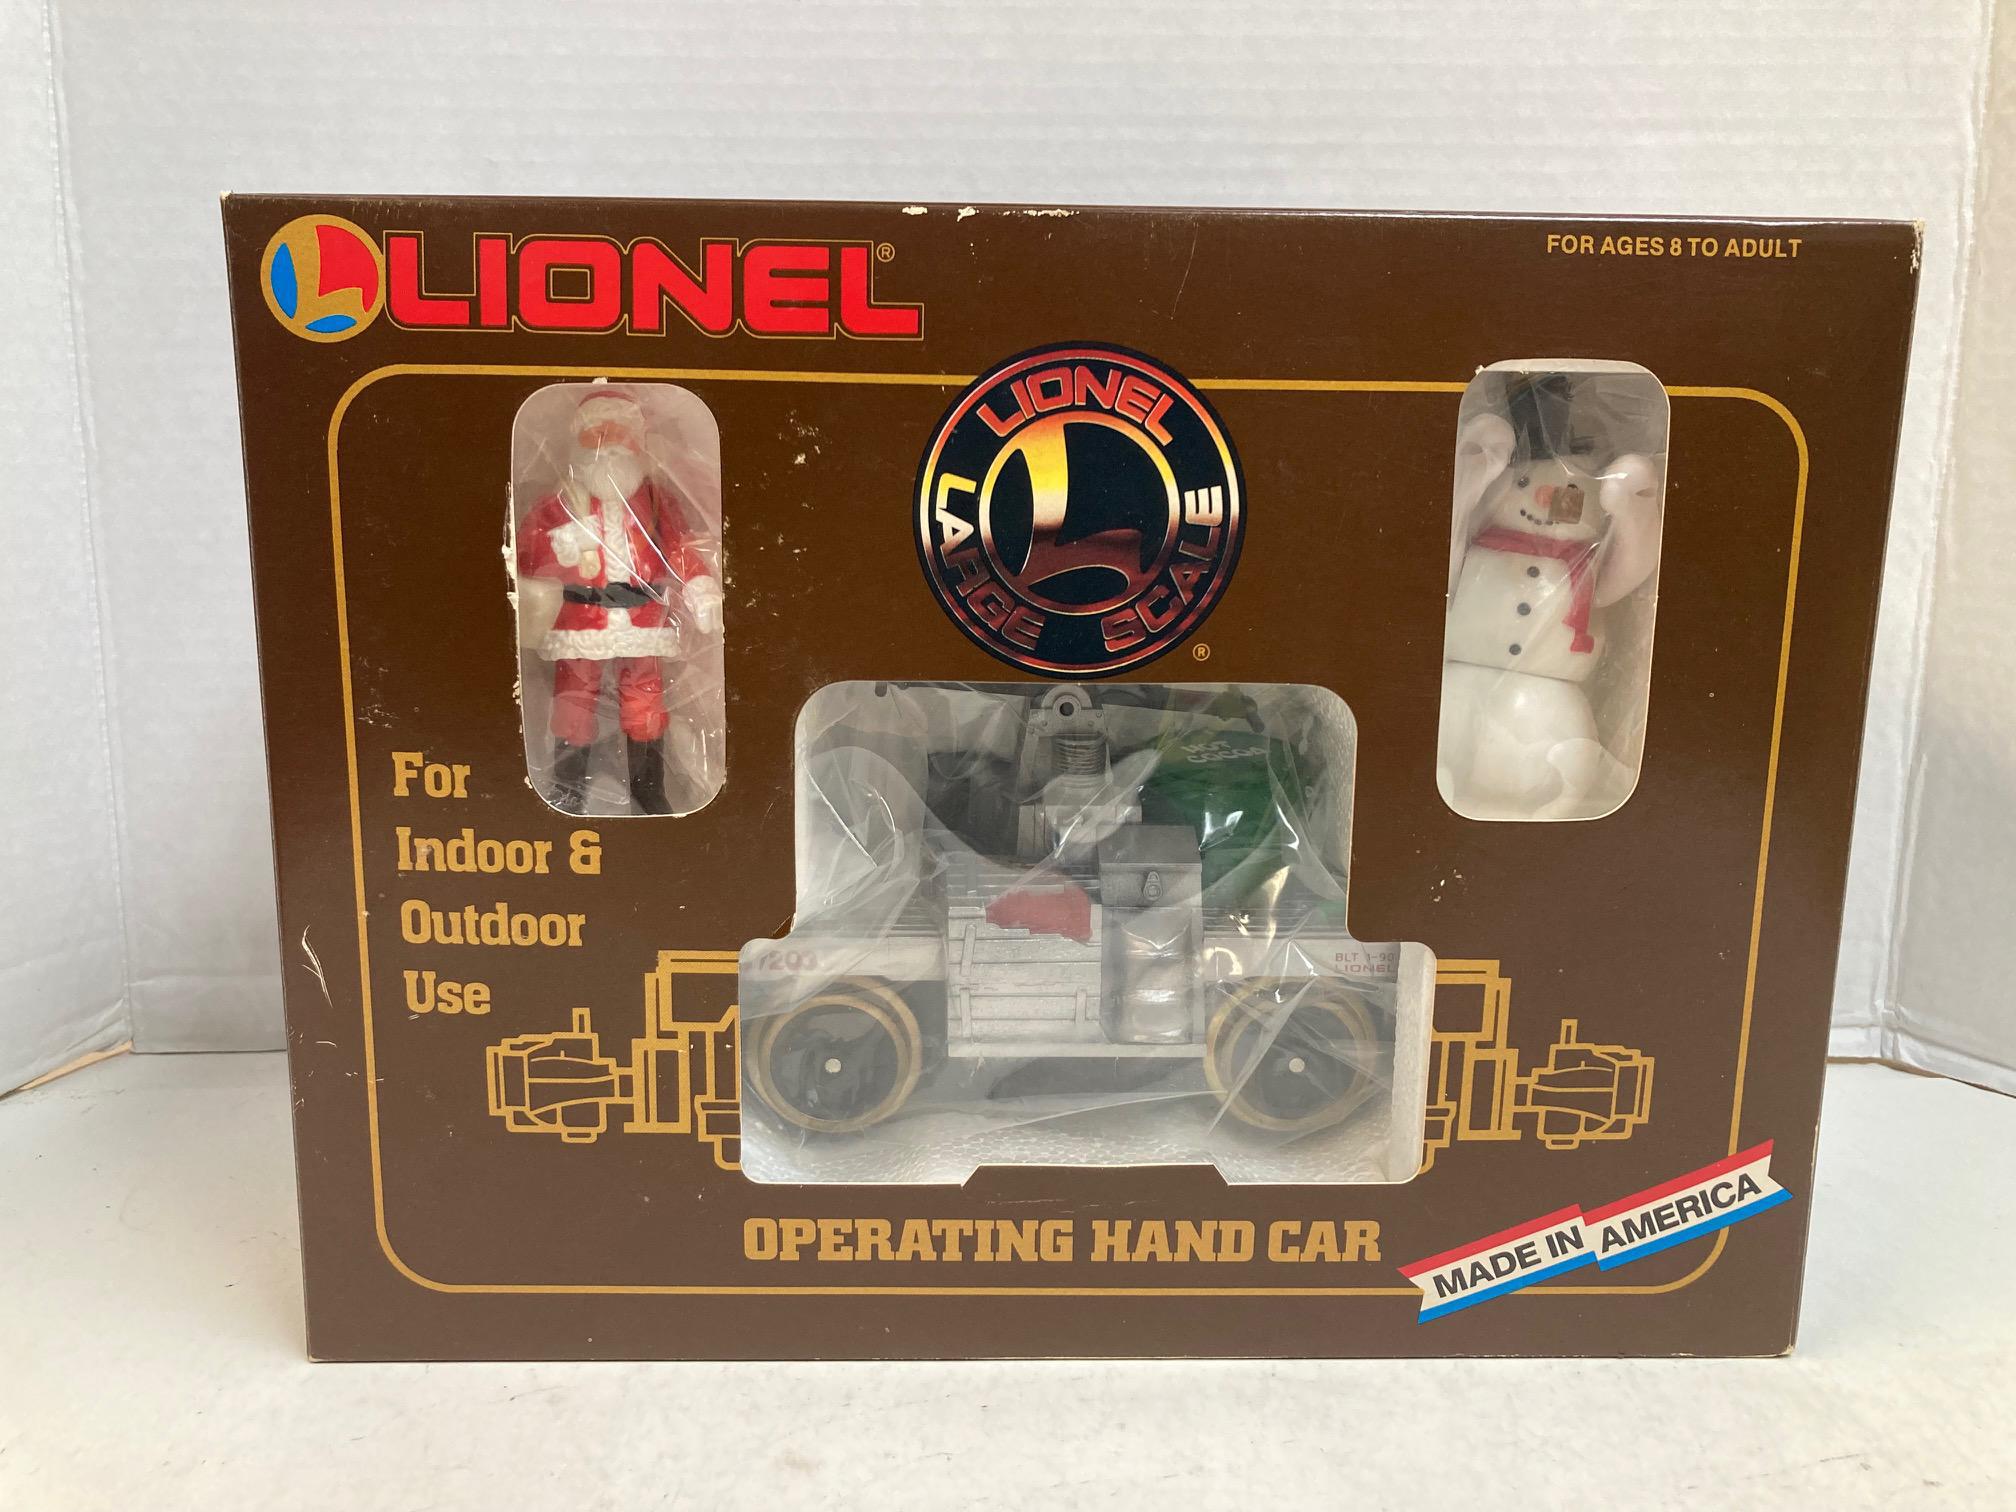 LIONEL®
FOR AGES 8 TO ADULT
LIONEL
LARGE SCALE
®
For
Indoor &
Outdoor
Use
HOT
COCOA
BLT 1-90
LIONEL
OPERATING HAND CAR
MADE IN AMERICA